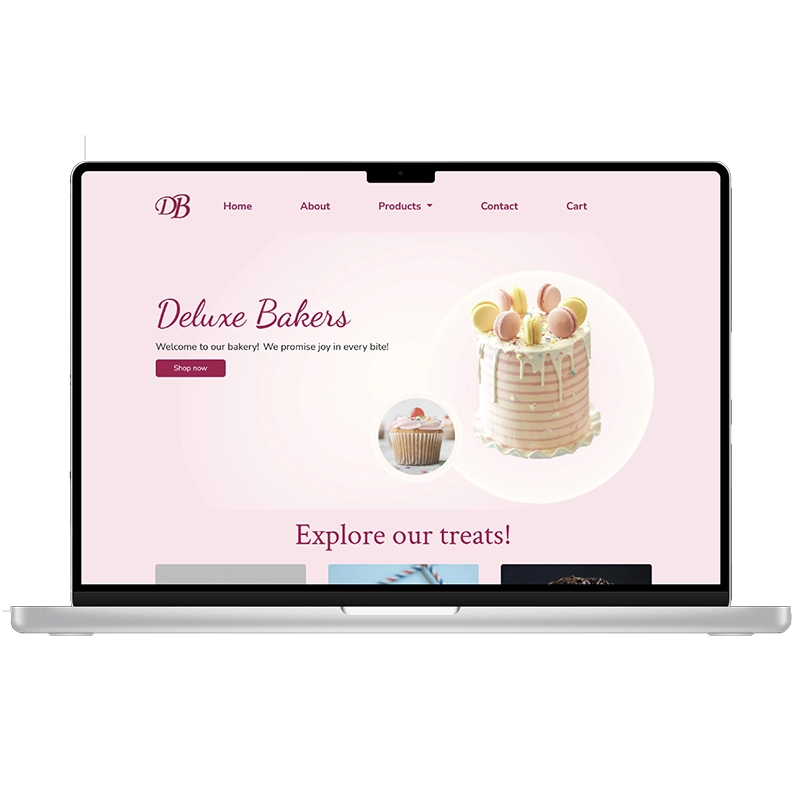 DB Home About Products Contact Cart
Deluxe Bakers
Welcome to our bakery! We promise joy in every bite!
Shop now
Explore our treats!